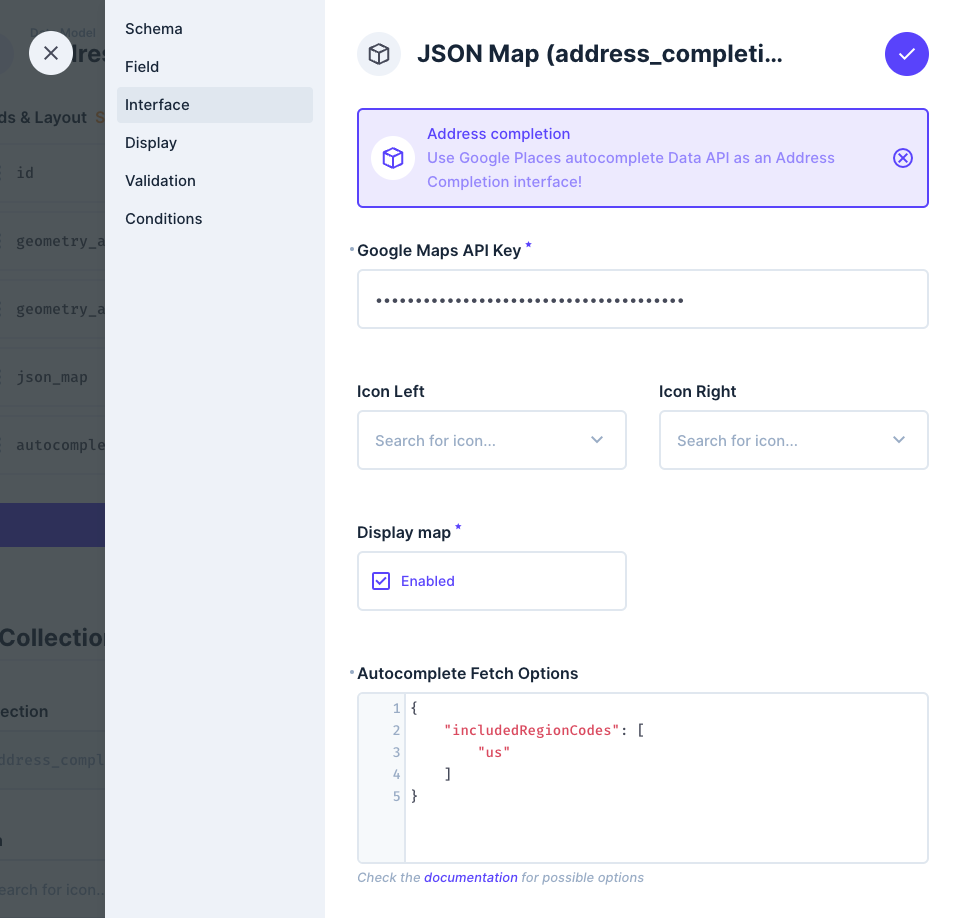 Schema
Field
Interface
Display
Validation
Conditions
JSON Map (address_completi...
Address completion
Use Google Places autocomplete Data API as an Address
Completion interface!
Google Maps API Key *
••••••••••••••••••••••••••••••••••••••
Icon Left
Icon Right
Search for icon...
Search for icon...
Display map *
Enabled
Autocomplete Fetch Options
1 {
2 "includedRegionCodes": [
3 "us"
4 ]
5 }
Check the documentation for possible options
Model
ds & Layout
id
geometry_a
geometry_a
json_map
autocomple
Collection
ection
ddress_compl
earch for icon...